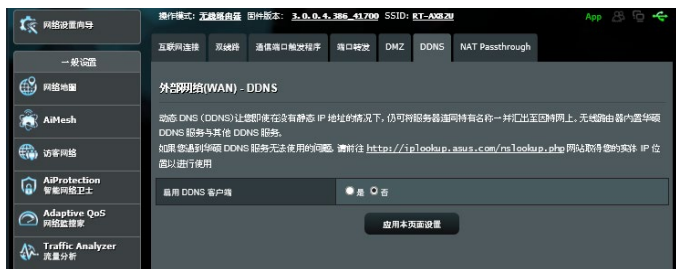 网络设置向导
操作模式: 无线路由器 固件版本: 3.0.0.4.386_41700 SSID: RT-AX82U
App
互联网连接 双线路 通信端口触发程序 端口转发 DMZ DDNS NAT Passthrough
一般设置
网络地图
AiMesh
访客网络
AiProtection
智能网络卫士
Adaptive QoS
网络监控家
Traffic Analyzer
流量分析
外部网络(WAN) - DDNS
动态 DNS (DDNS)让您即使在没有静态 IP 地址的情况下，仍可将服务器连同特有名称一并汇出至因特网上。无线路由器内置华硕
DDNS 服务与其他 DDNS 服务。
如果您遇到华硕 DDNS 服务无法使用的问题，请前往 http://iplookup.asus.com/nslookup.php 网站取得您的实体 IP 位
置以进行使用
启用 DDNS 客户端
是 否
应用本页面设置